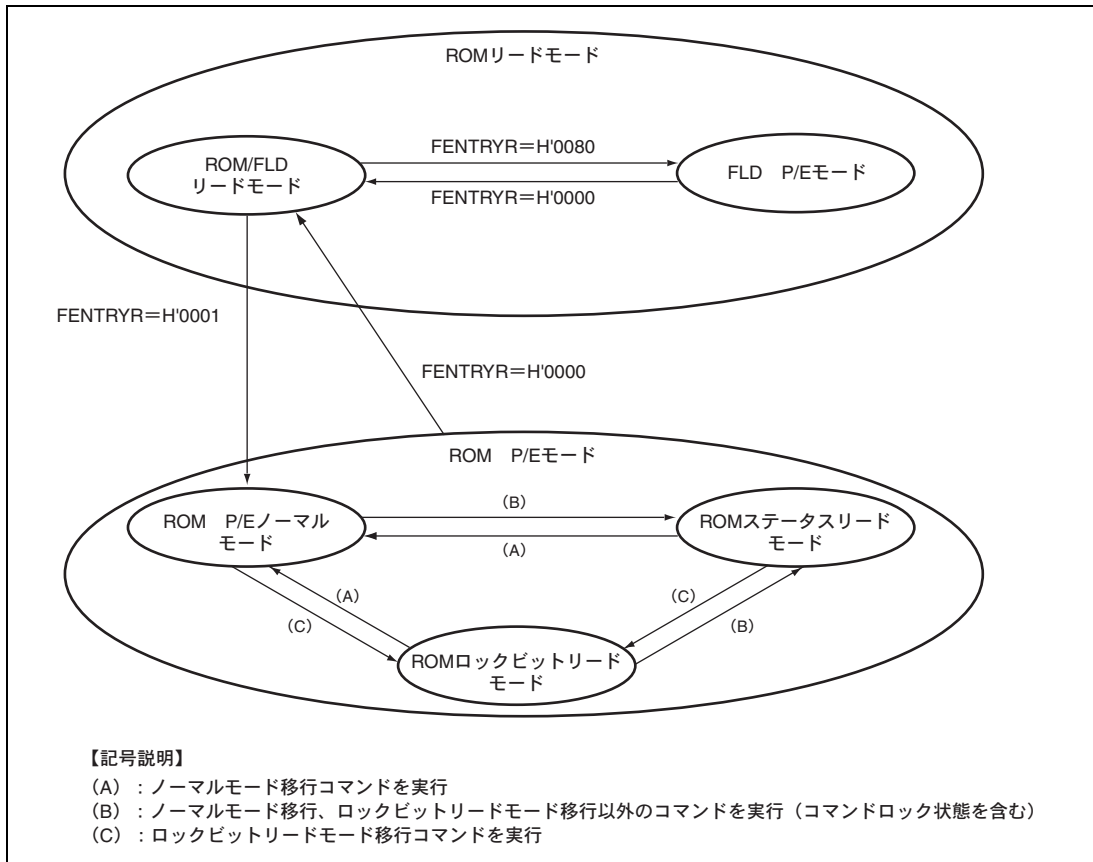 ROMリードモード
ROM/FLD
リードモード
FENTRYR＝H'0080
FENTRYR＝H'0000
FLD　P/Eモード
FENTRYR＝H'0001
FENTRYR＝H'0000
ROM　P/Eモード
ROM　P/Eノーマル
モード
(B)
(A)
ROMステータスリード
モード
(A)
(C)
(C)
(B)
ROMロックビットリード
モード
【記号説明】
（A）：ノーマルモード移行コマンドを実行
（B）：ノーマルモード移行、ロックビットリードモード移行以外のコマンドを実行（コマンドロック状態を含む）
（C）：ロックビットリードモード移行コマンドを実行